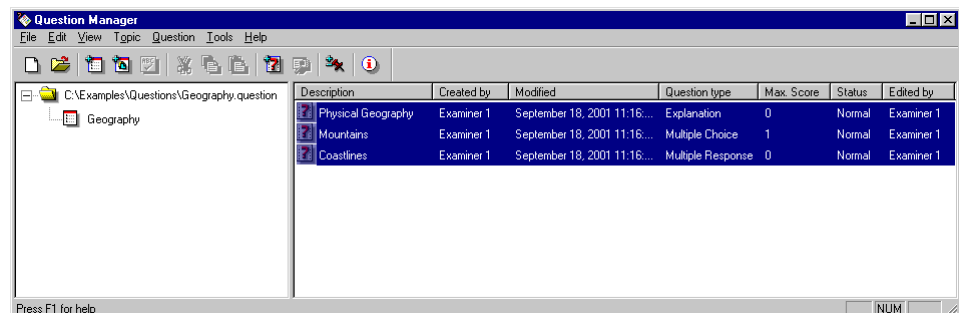 Question Manager
File Edit View Topic Question Tools Help
C:\Examples\Questions\Geography.question
Geography
Description Created by Modified Question type Max. Score Status Edited by
Physical Geography Examiner 1 September 18, 2001 11:16:... Explanation 0 Normal Examiner 1
Mountains Examiner 1 September 18, 2001 11:16:... Multiple Choice 1 Normal Examiner 1
Coastlines Examiner 1 September 18, 2001 11:16:... Multiple Response 0 Normal Examiner 1
Press F1 for help NUM